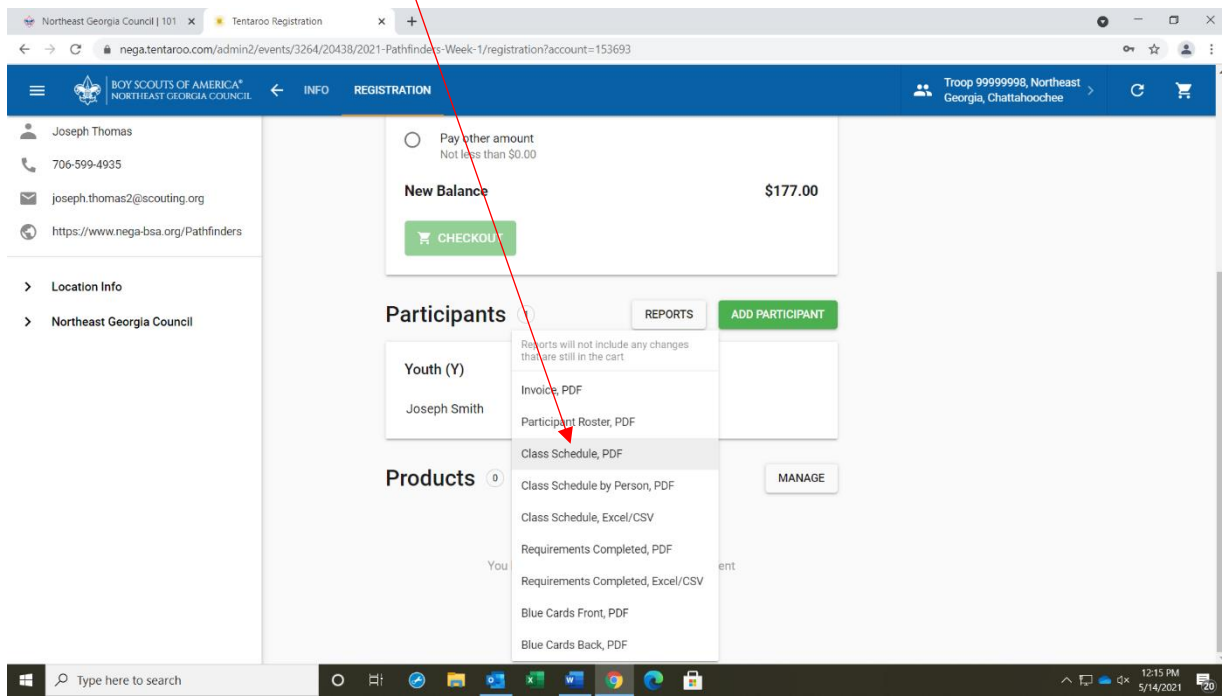 Northeast Georgia Council | 101
Tentaroo Registration
nega.tentaroo.com/admin2/events/3264/20438/2021-Pathfinders-Week-1/registration?account=153693
BOY SCOUTS OF AMERICA®
NORTHEAST GEORGIA COUNCIL
INFO
REGISTRATION
Troop 99999998, Northeast
Georgia, Chattahoochee
Joseph Thomas
706-599-4935
joseph.thomas2@scouting.org
https://www.nega-bsa.org/Pathfinders
Location Info
Northeast Georgia Council
Pay other amount
Not less than $0.00
New Balance $177.00
CHECKOUT
Participants
REPORTS
ADD PARTICIPANT
Reports will not include any changes
that are still in the cart
Youth (Y)
Joseph Smith
Invoice, PDF
Participant Roster, PDF
Class Schedule, PDF
Class Schedule by Person, PDF
Class Schedule, Excel/CSV
Requirements Completed, PDF
Requirements Completed, Excel/CSV
Blue Cards Front, PDF
Blue Cards Back, PDF
Products 0
MANAGE
You
ent
Type here to search
12:15 PM
5/14/2021
20